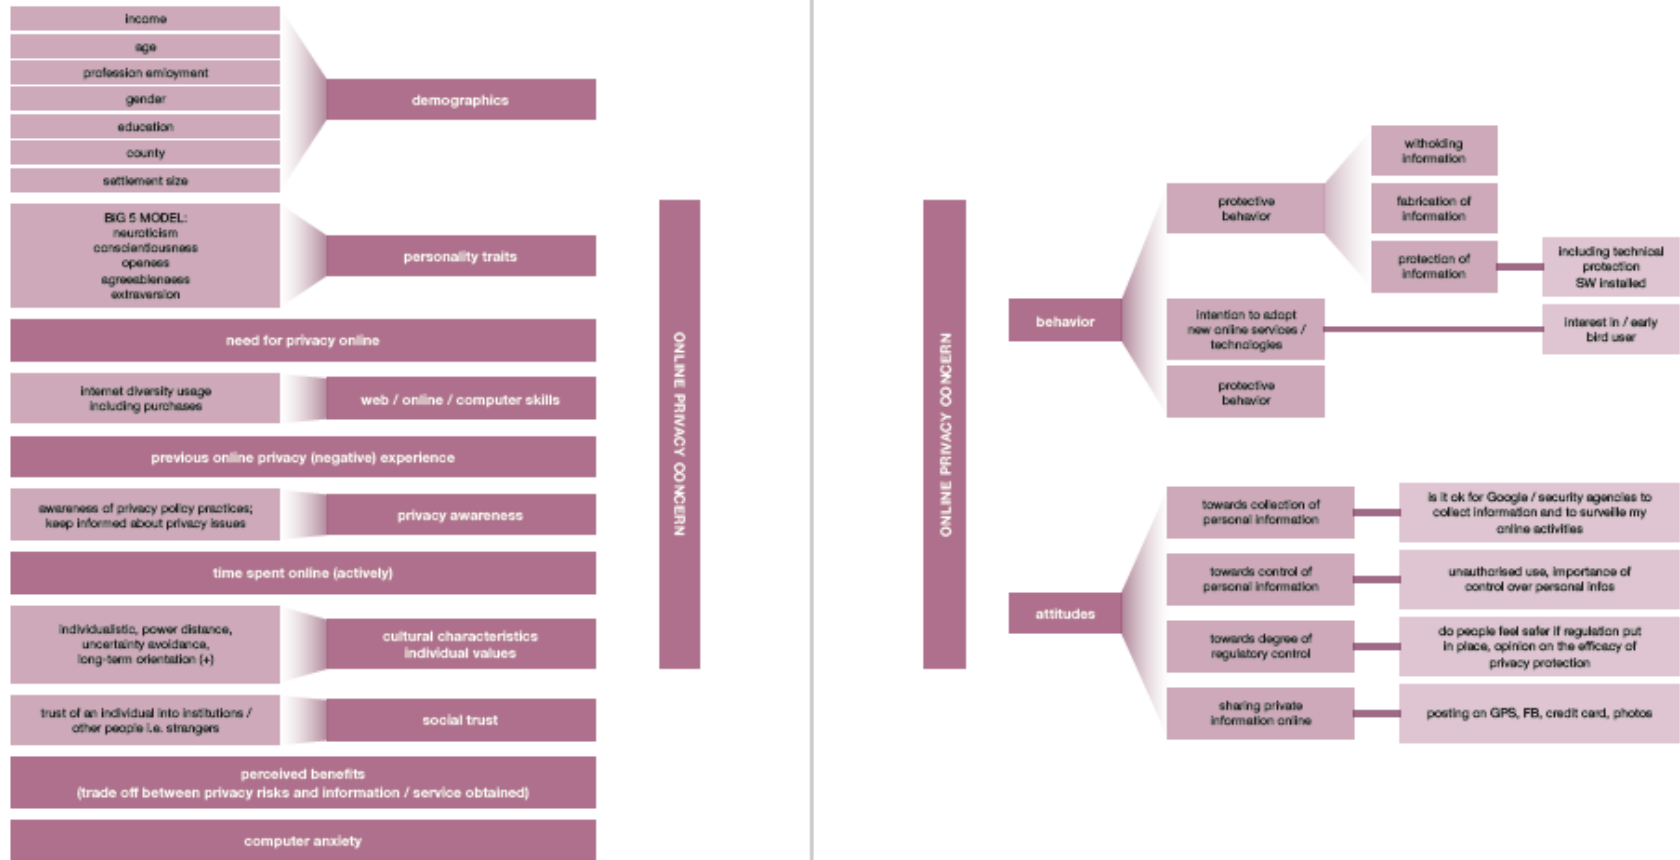 income
age
profession emloyment
gender
education
county
settlement size
demographics
BIG 5 MODEL:
neuroticism
conscientiousness
openess
agreeableness
extraversion
personality traits
need for privacy online
internet diversity usage
including purchases
web / online / computer skills
previous online privacy (negative) experience
awareness of privacy policy practices;
keep informed about privacy issues
privacy awareness
time spent online (actively)
individualistic, power distance,
uncertainty avoidance,
long-term orientation (+)
cultural characteristics
individual values
trust of an individual into institutions /
other people i.e. strangers
social trust
perceived benefits
(trade off between privacy risks and information / service obtained)
computer anxiety
ONLINE PRIVACY CONCERN
ONLINE PRIVACY CONCERN
behavior
protective
behavior
witholding
information
fabrication of
information
protection of
information
including technical
protection
SW installed
intention to adopt
new online services /
technologies
interest in / early
bird user
protective
behavior
attitudes
towards collection of
personal information
is it ok for Google / security agencies to
collect information and to surveille my
online activities
towards control of
personal information
unauthorised use, importance of
control over personal infos
towards degree of
regulatory control
do people feel safer if regulation put
in place, opinion on the efficacy of
privacy protection
sharing private
information online
posting on GPS, FB, credit card, photos